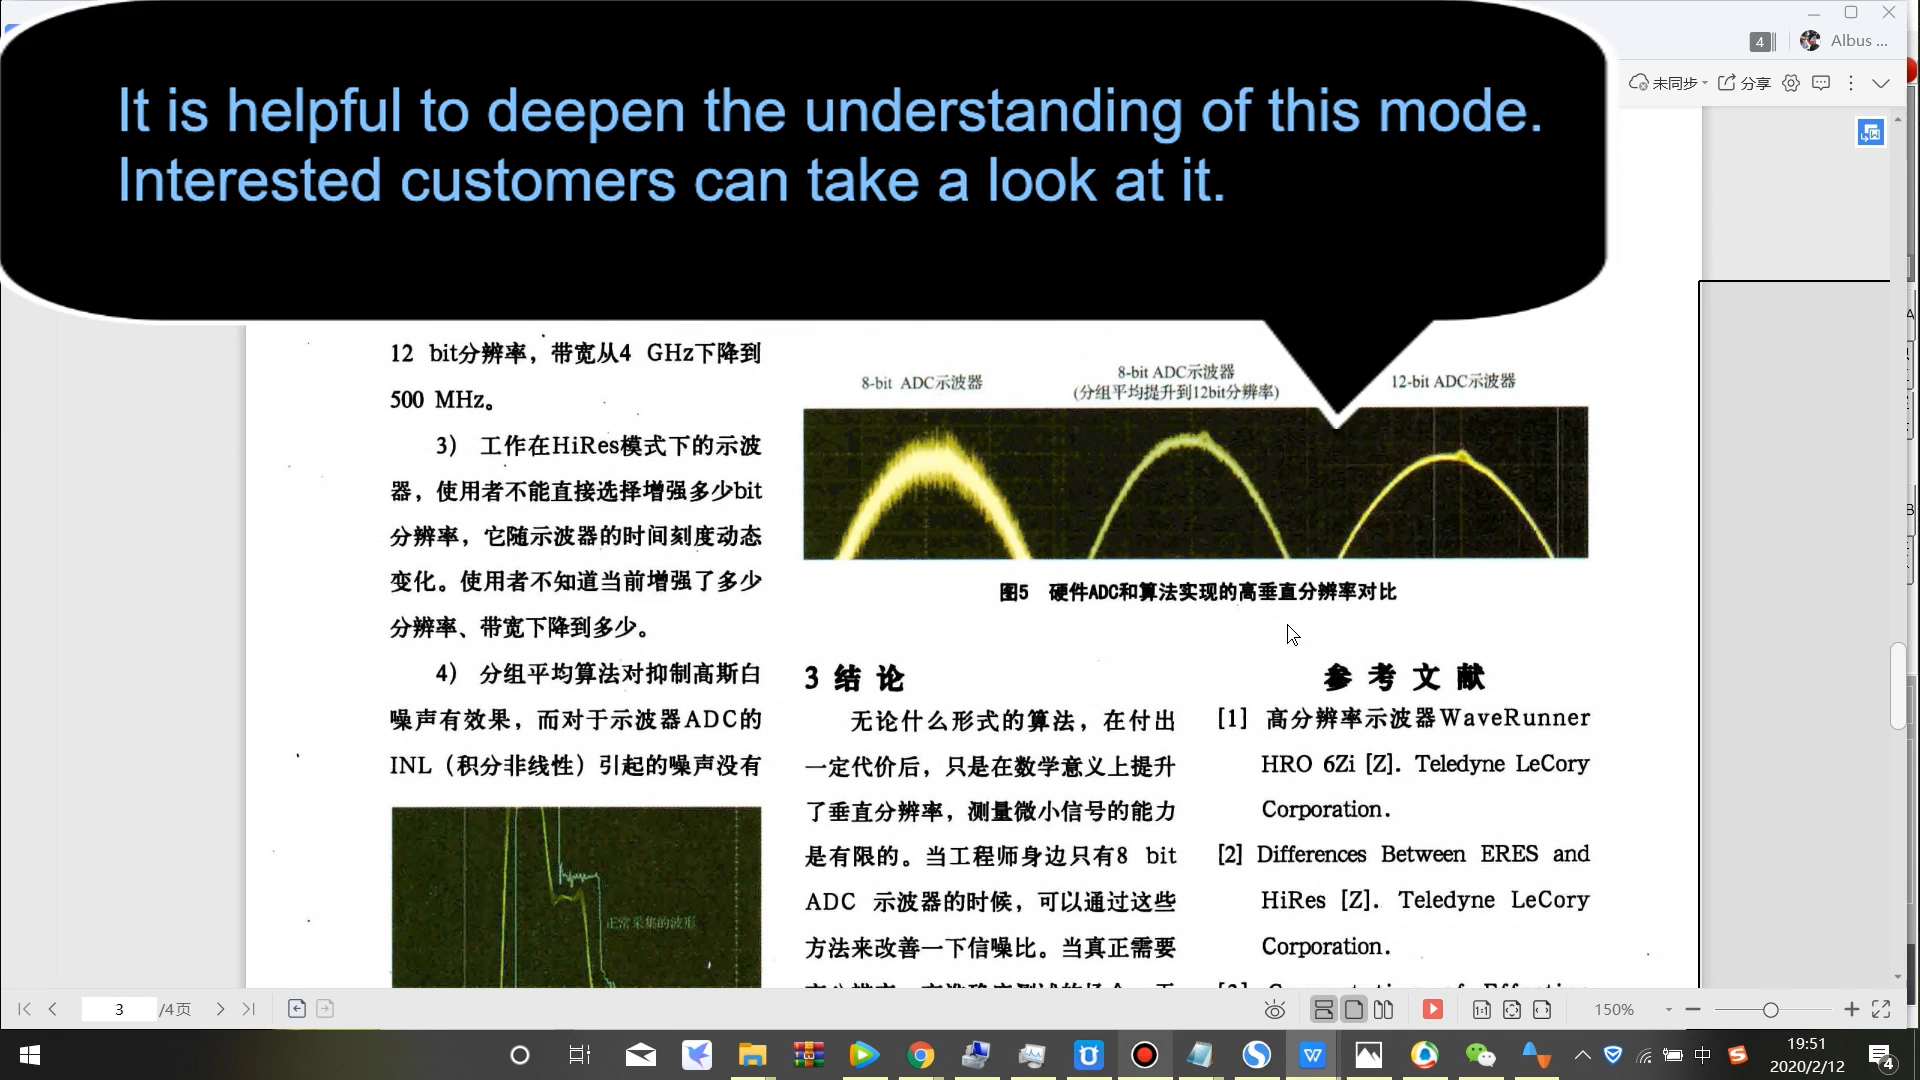 It is helpful to deepen the understanding of this mode.
Interested customers can take a look at it.
4
Albus ...
未同步
分享
12 bit分辨率，带宽从4 GHz下降到
500 MHz。
3） 工作在HiRes模式下的示波
器，使用者不能直接选择增强多少bit
分辨率，它随示波器的时间刻度动态
变化。使用者不知道当前增强了多少
分辨率、带宽下降到多少。
4） 分组平均算法对抑制高斯白
噪声有效果，而对于示波器ADC的
INL（积分非线性）引起的噪声没有
正常采集的波形
8-bit ADC示波器
8-bit ADC示波器
(分组平均提升到12bit分辨率)
12-bit ADC示波器
图5 硬件ADC和算法实现的高垂直分辨率对比
3 结 论
无论什么形式的算法，在付出
一定代价后，只是在数学意义上提升
了垂直分辨率，测量微小信号的能力
是有限的。当工程师身边只有8 bit
ADC 示波器的时候，可以通过这些
方法来改善一下信噪比。当真正需要
参 考 文 献
[1] 高分辨率示波器WaveRunner
HRO 6Zi [Z]. Teledyne LeCory
Corporation.
[2] Differences Between ERES and
HiRes [Z]. Teledyne LeCory
Corporation.
3
/4页
1:1
150%
中
19:51
2020/2/12
4